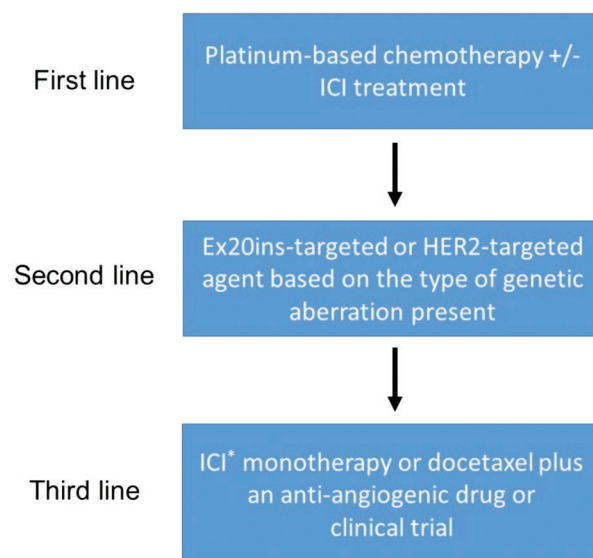 First line
Platinum-based chemotherapy +/-
ICI treatment
Second line
Ex20ins-targeted or HER2-targeted
agent based on the type of genetic
aberration present
Third line
ICI* monotherapy or docetaxel plus
an anti-angiogenic drug or
clinical trial